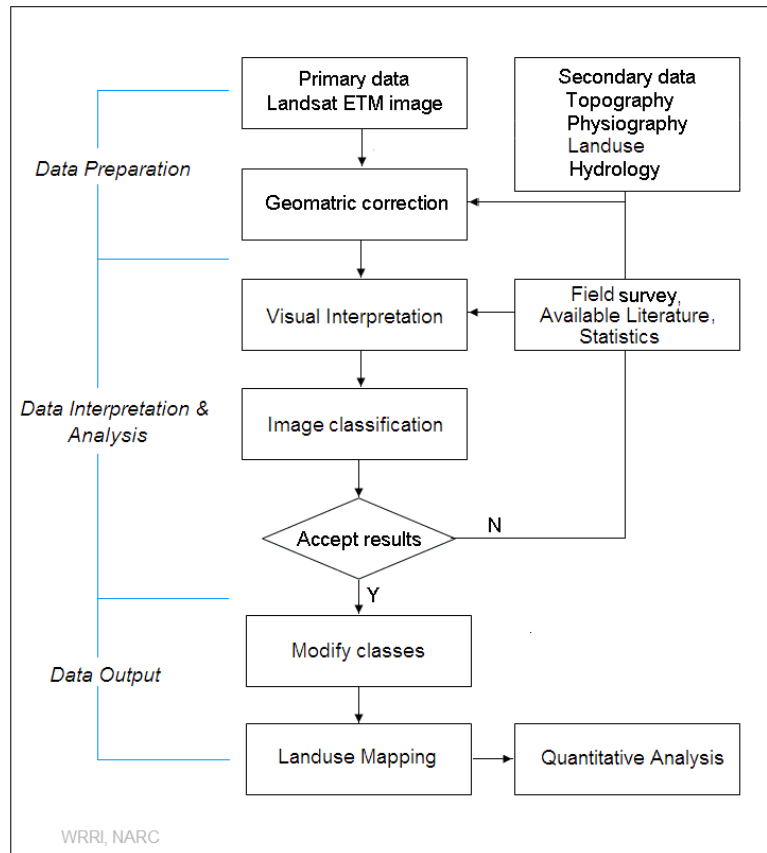 Primary data
Landsat ETM image
Secondary data
Topography
Physiography
Landuse
Hydrology
Data Preparation
Geomatric correction
Visual Interpretation
Field survey,
Available Literature,
Statistics
Data Interpretation &
Analysis
Image classification
Accept results
N
Y
Modify classes
Data Output
Landuse Mapping
Quantitative Analysis
WRRI, NARC